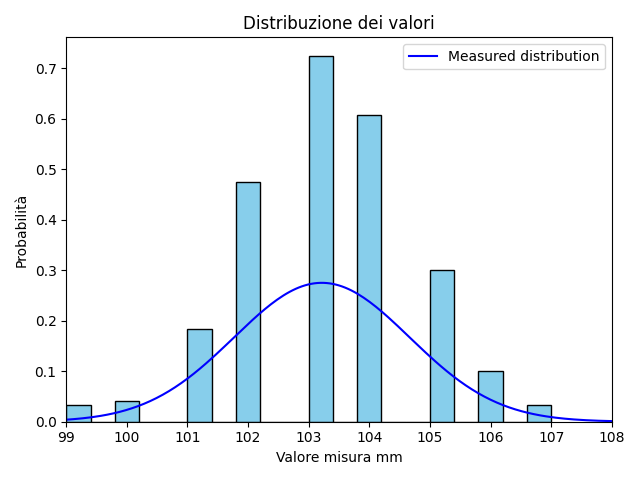 Distribuzione dei valori
Measured distribution
Probabilità
0.7
0.6
0.5
0.4
0.3
0.2
0.1
0.0
99 100 101 102 103 104 105 106 107 108
Valore misura mm